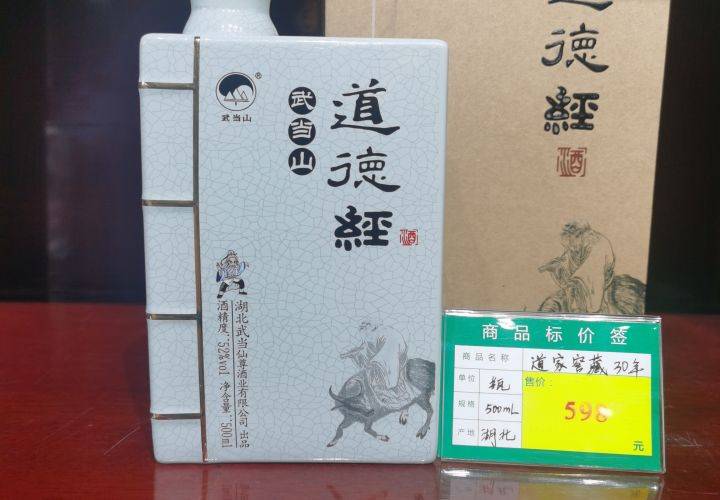 武当山
®
武当山
道德經
酒
湖北武当仙尊酒业有限公司 出品
酒精度:52%vol 净含量:500ml
道德經
酒
商品标价签
商品名称 道家窖藏 30年
单位 瓶
售价:
规格 500mL
598
产地 湖北
元